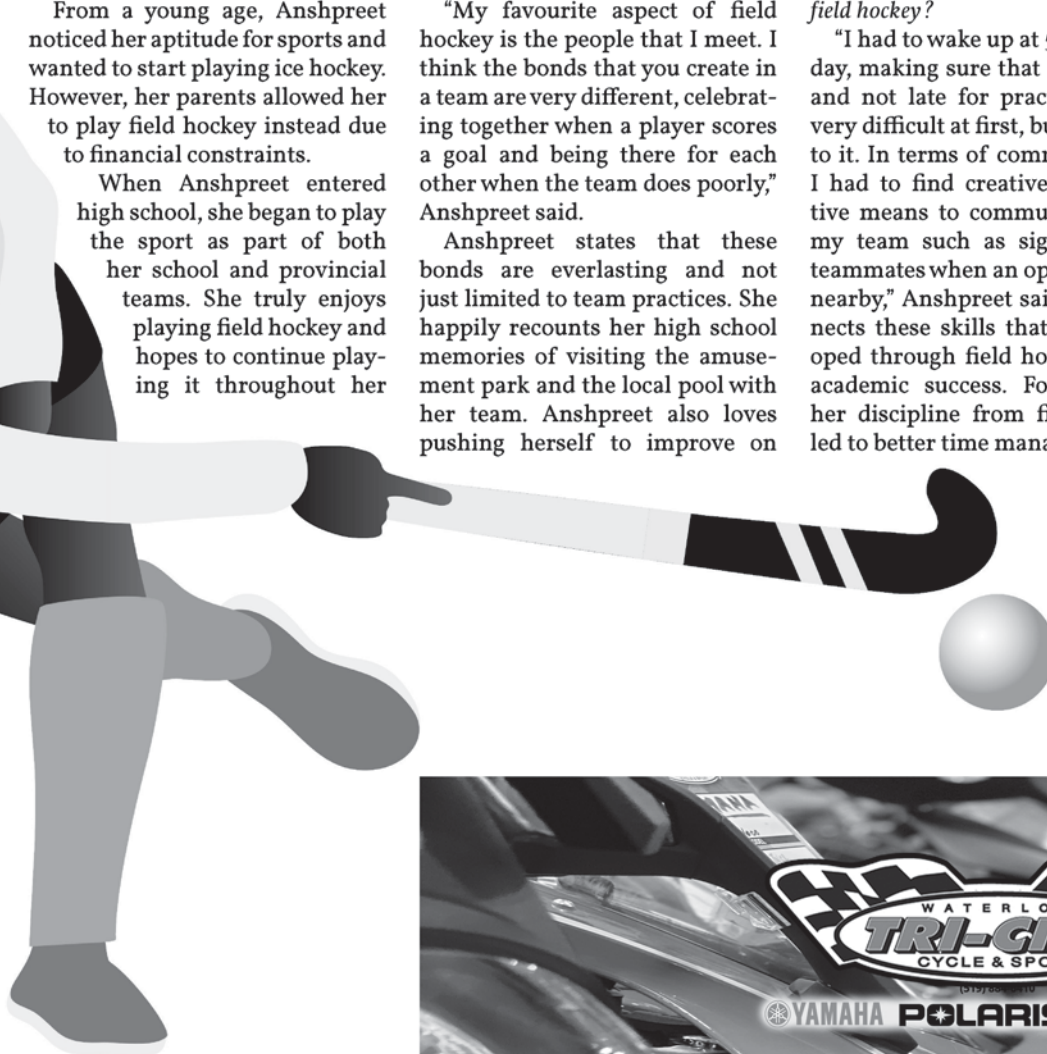 From a young age, Anshpreet
noticed her aptitude for sports and
wanted to start playing ice hockey.
However, her parents allowed her
to play field hockey instead due
to financial constraints.
When Anshpreet entered
high school, she began to play
the sport as part of both
her school and provincial
teams. She truly enjoys
playing field hockey and
hopes to continue play-
ing it throughout her
“My favourite aspect of field
hockey is the people that I meet. I
think the bonds that you create in
a team are very different, celebrat-
ing together when a player scores
a goal and being there for each
other when the team does poorly,”
Anshpreet said.
Anshpreet states that these
bonds are everlasting and not
just limited to team practices. She
happily recounts her high school
memories of visiting the amuse-
ment park and the local pool with
her team. Anshpreet also loves
pushing herself to improve on
field hockey?
“I had to wake up at
day, making sure that
and not late for prac
very difficult at first, bu
to it. In terms of comm
I had to find creative
tive means to commu
my team such as sig
teammates when an op
nearby,” Anshpreet sai
nects these skills that
oped through field ho
academic success. Fo
her discipline from fi
led to better time mana
WATERLO
TRI-CI
CYCLE & SPO
YAMAHA POLARIS